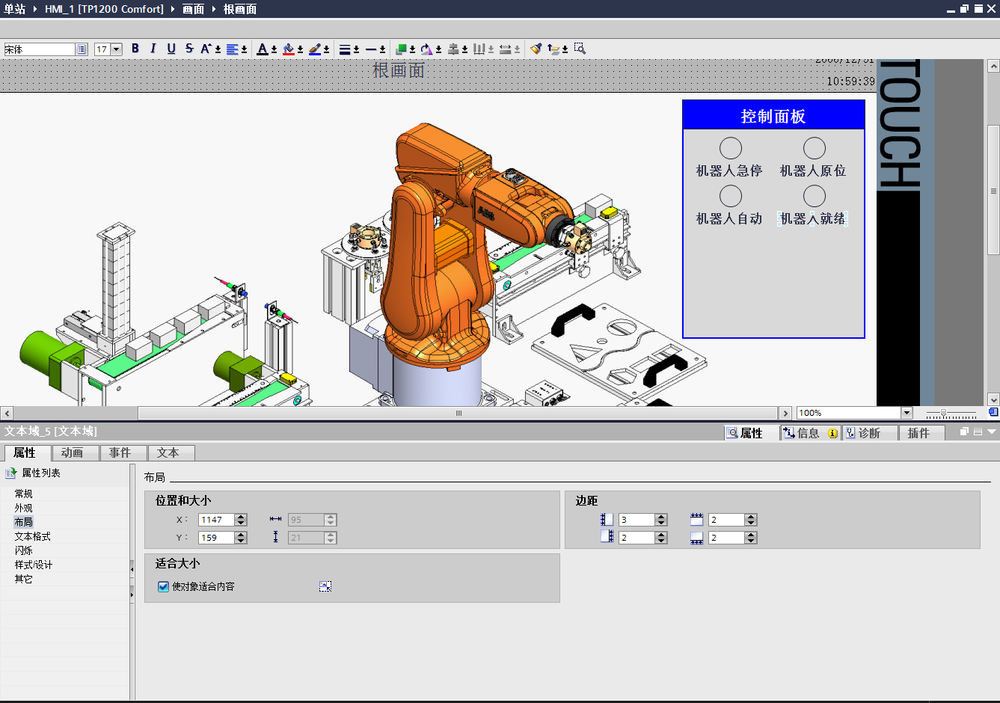 单站 HMI_1 [TP1200 Comfort] 画面 根画面
宋体 17 B I U S A A
根画面
2000/12/31
10:59:39
TOUCH
控制面板
机器人急停 机器人原位
机器人自动 机器人就绪
ABB
100%
文本域_5 [文本域]
属性 信息 诊断 插件
属性 动画 事件 文本
属性列表
常规
外观
布局
文本格式
闪烁
样式/设计
其它
布局
位置和大小
X: 1147 95
Y: 159 21
适合大小
使对象适合内容
边距
3 2
2 2